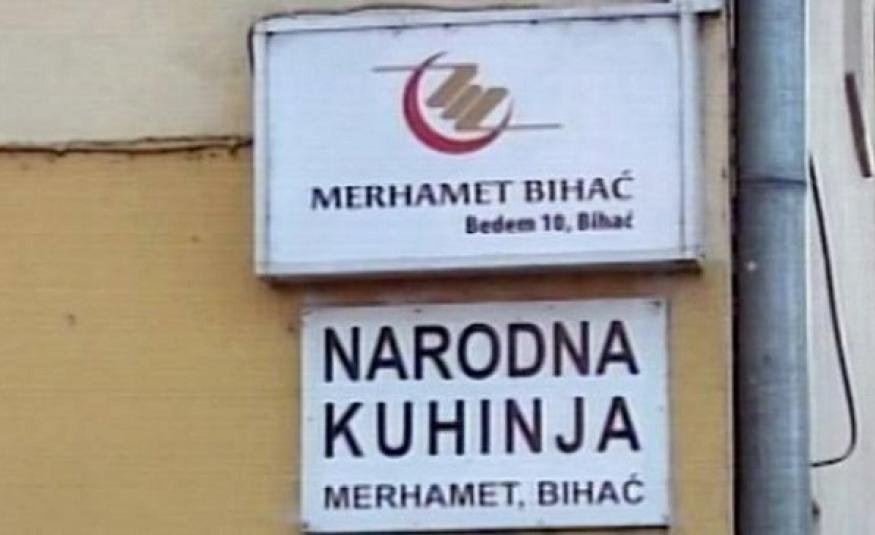 MERHAMET BIHAĆ
Bedem 10, Bihać
NARODNA
KUHINJA
MERHAMET, BIHAĆ